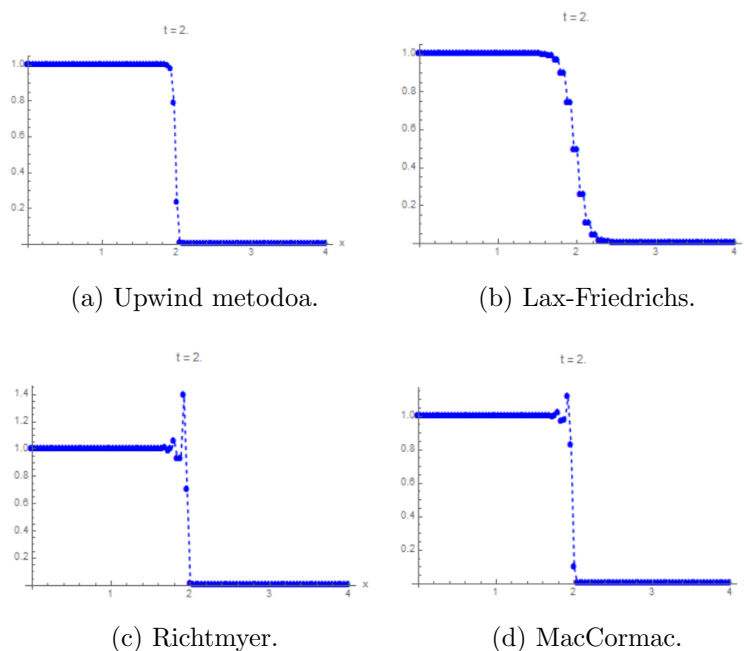 t = 2.
1.0
0.8
0.6
0.4
0.2
1 2 3 4 x
(a) Upwind metodoa.
t = 2.
1.0
0.8
0.6
0.4
0.2
1 2 3 4
(b) Lax-Friedrichs.
t = 2.
1.4
1.2
1.0
0.8
0.6
0.4
0.2
1 2 3 4 x
(c) Richtmyer.
t = 2.
1.0
0.8
0.6
0.4
0.2
1 2 3 4
(d) MacCormac.